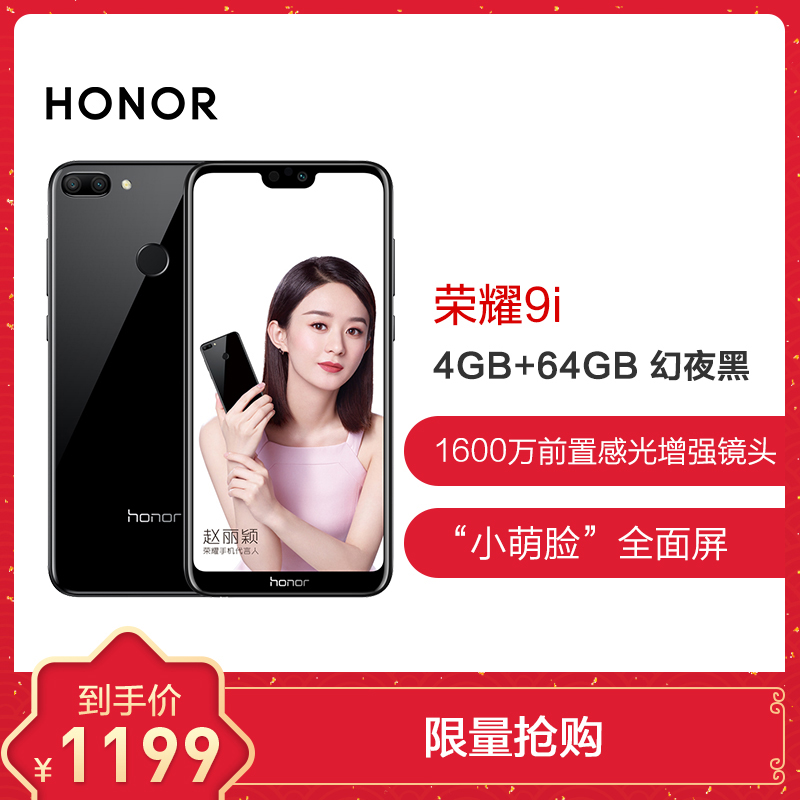 HONOR
honor
赵丽颖
荣耀手机代言人
honor
荣耀9i
4GB+64GB 幻夜黑
1600万前置感光增强镜头
“小萌脸”全面屏
到手价
¥1199
限量抢购